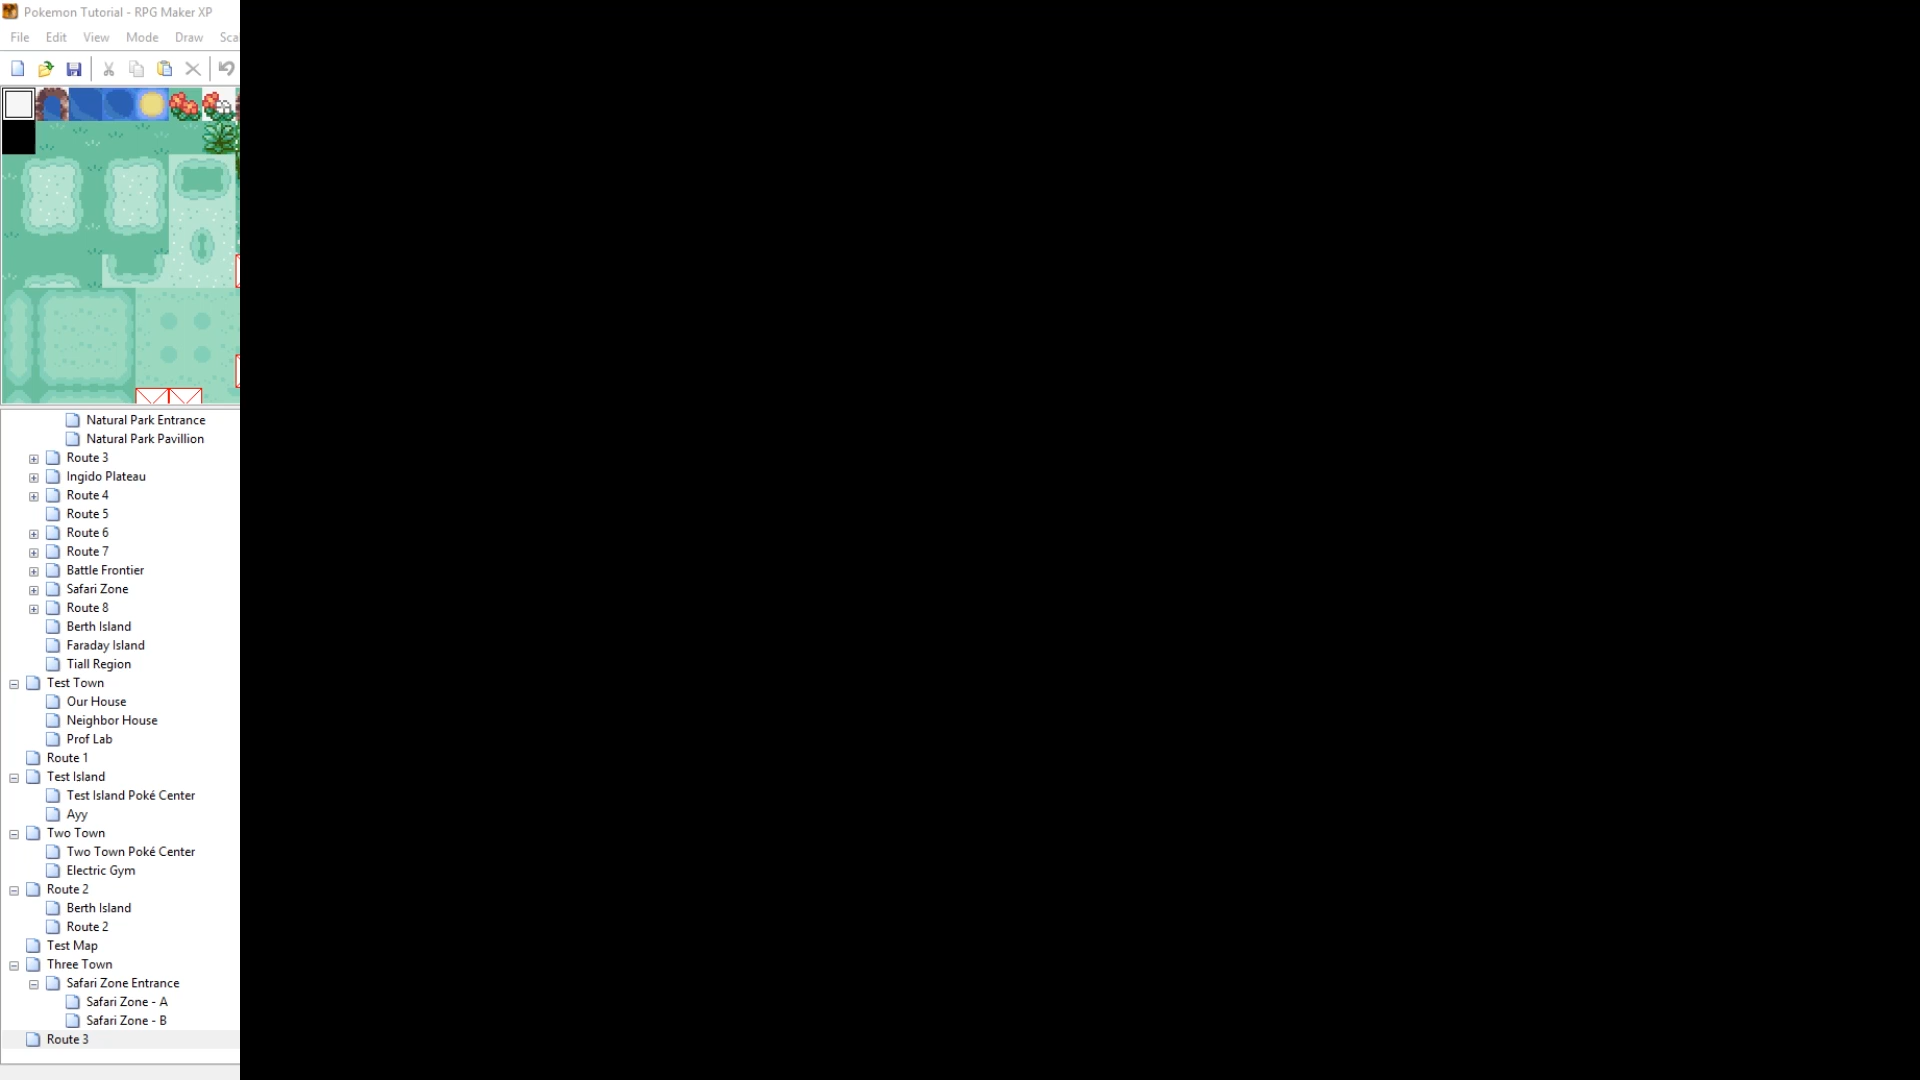 Pokemon Tutorial - RPG Maker XP
File Edit View Mode Draw
Natural Park Entrance
Natural Park Pavillion
Route 3
Ingido Plateau
Route 4
Route 5
Route 6
Route 7
Battle Frontier
Safari Zone
Route 8
Berth Island
Faraday Island
Tiall Region
Test Town
Our House
Neighbor House
Prof Lab
Route 1
Test Island
Test Island Poké Center
Ayy
Two Town
Two Town Poké Center
Electric Gym
Route 2
Berth Island
Route 2
Test Map
Three Town
Safari Zone Entrance
Safari Zone - A
Safari Zone - B
Route 3